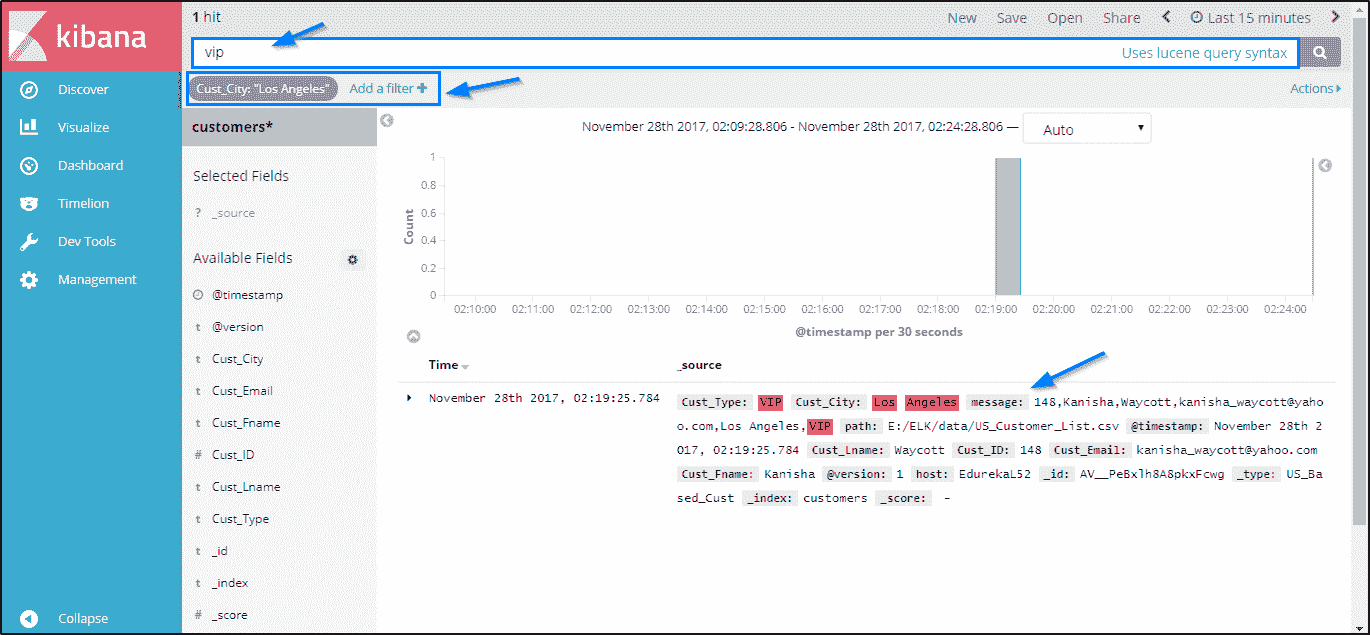 kibana
Discover
Visualize
Dashboard
Timelion
Dev Tools
Management
Collapse
1 hit
New Save Open Share Last 15 minutes
vip Uses lucene query syntax
Cust_City: "Los Angeles" Add a filter + Actions
customers*
Selected Fields
? _source
Available Fields
@timestamp
t @version
t Cust_City
t Cust_Email
t Cust_Fname
# Cust_ID
t Cust_Lname
t Cust_Type
t _id
t _index
# _score
November 28th 2017, 02:09:28.806 - November 28th 2017, 02:24:28.806 — Auto
1
0.8
0.6
0.4
0.2
0
Count
02:10:00 02:11:00 02:12:00 02:13:00 02:14:00 02:15:00 02:16:00 02:17:00 02:18:00 02:19:00 02:20:00 02:21:00 02:22:00 02:23:00 02:24:00
@timestamp per 30 seconds
Time _source
November 28th 2017, 02:19:25.784
Cust_Type: VIP Cust_City: Los Angeles message: 148,Kanisha,Waycott,kanisha_waycott@yaho
o.com,Los Angeles,VIP path: E:/ELK/data/US_Customer_List.csv @timestamp: November 28th 2
017, 02:19:25.784 Cust_Lname: Waycott Cust_ID: 148 Cust_Email: kanisha_waycott@yahoo.com
Cust_Fname: Kanisha @version: 1 host: EdurekaL52 _id: AV__PeBxlh8A8pkxFcwg _type: US_Ba
sed_Cust _index: customers _score: -